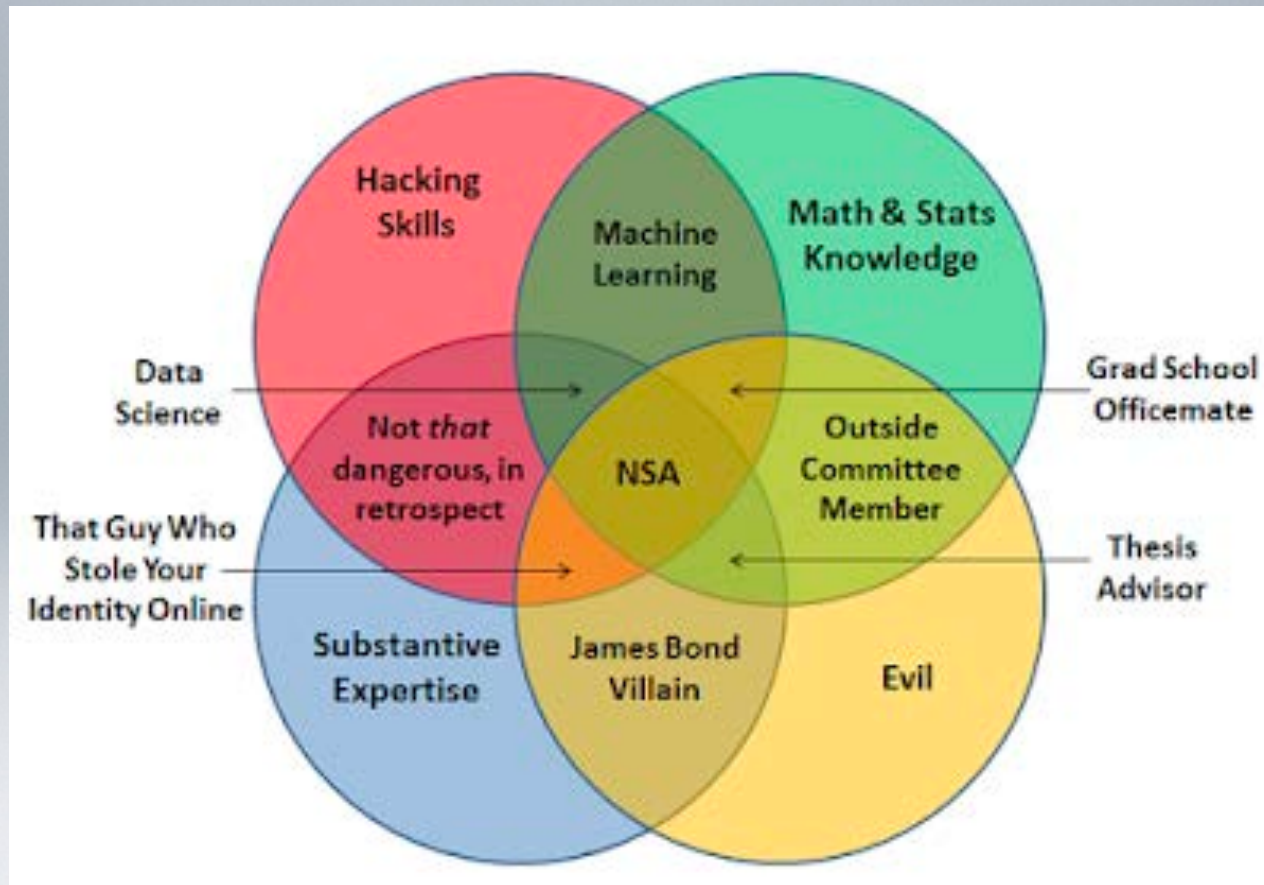 Hacking
Skills
Machine
Learning
Math & Stats
Knowledge
Data
Science
Not that
dangerous, in
retrospect
NSA
Outside
Committee
Member
Grad School
Officemate
That Guy Who
Stole Your
Identity Online
Thesis
Advisor
Substantive
Expertise
James Bond
Villain
Evil